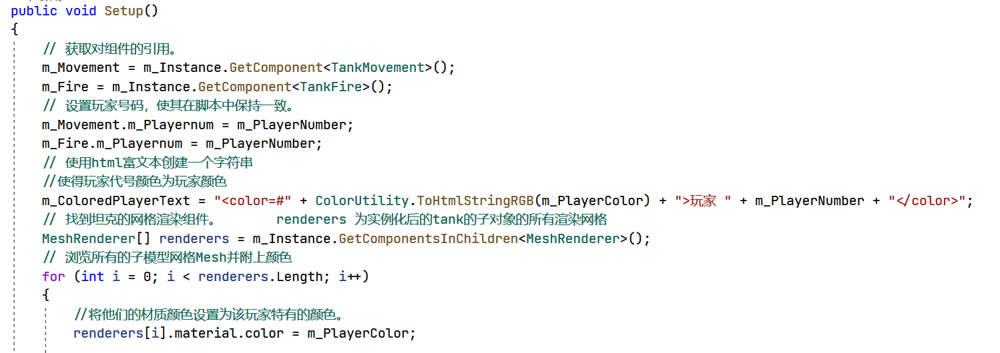 public void Setup()
{
// 获取对组件的引用。
m_Movement = m_Instance.GetComponent<TankMovement>();
m_Fire = m_Instance.GetComponent<TankFire>();
// 设置玩家号码，使其在脚本中保持一致。
m_Movement.m_Playernum = m_PlayerNumber;
m_Fire.m_Playernum = m_PlayerNumber;
// 使用html富文本创建一个字符串
//使得玩家代号颜色为玩家颜色
m_ColoredPlayerText = "<color=#" + ColorUtility.ToHtmlStringRGB(m_PlayerColor) + ">玩家 " + m_PlayerNumber + "</color>";
// 找到坦克的网格渲染组件。 renderers 为实例化后的tank的子对象的所有渲染网格
MeshRenderer[] renderers = m_Instance.GetComponentsInChildren<MeshRenderer>();
// 浏览所有的子模型网格Mesh并附上颜色
for (int i = 0; i < renderers.Length; i++)
{
//将他们的材质颜色设置为该玩家特有的颜色。
renderers[i].material.color = m_PlayerColor;